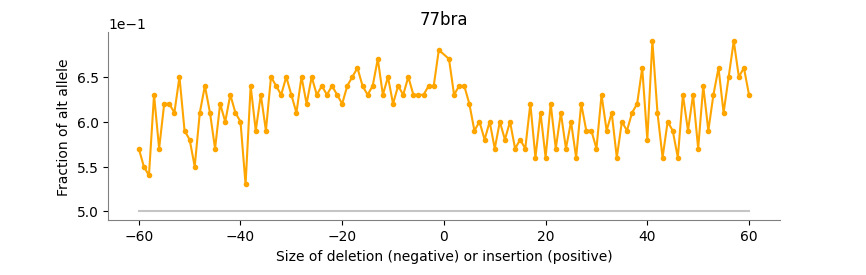 77bra
1e−1
Fraction of alt allele
6.5
6.0
5.5
5.0
−60 −40 −20 0 20 40 60
Size of deletion (negative) or insertion (positive)